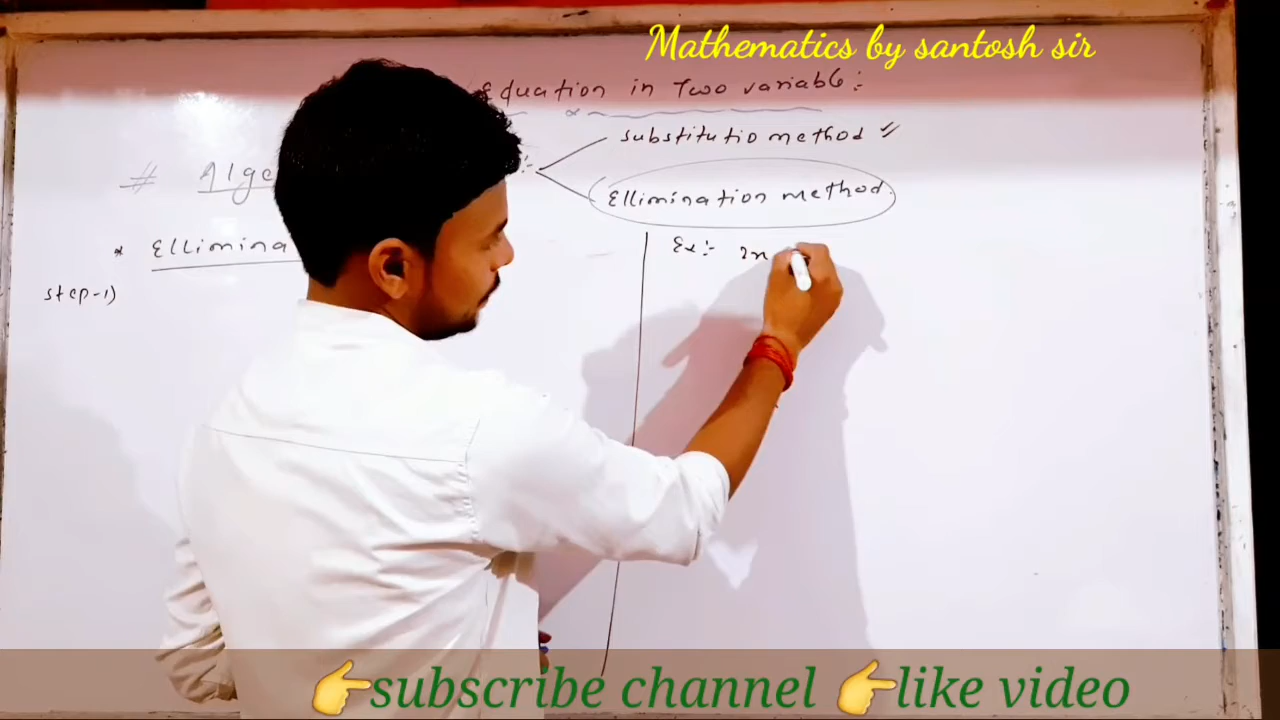 Mathematics by santosh sir
Equation in Two variable:
substitutio method
# Alge
Ellimination method.
* Ellimina
Ex:- 2x
step-1)
👉subscribe channel 👉like video